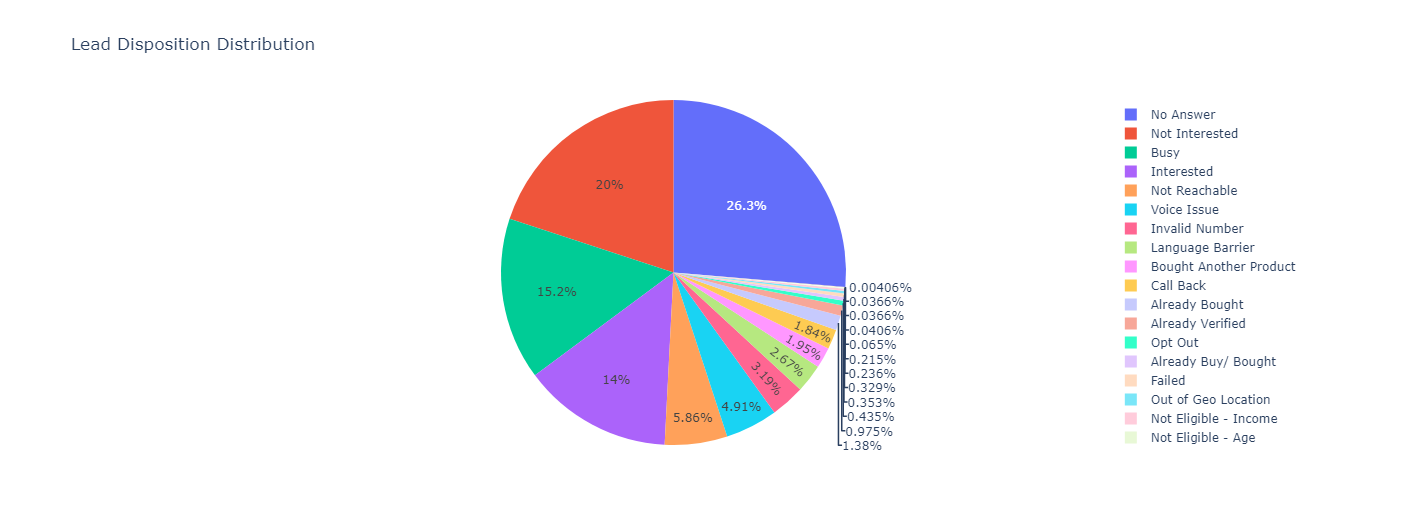 Lead Disposition Distribution
26.3%
20%
15.2%
14%
5.86%
4.91%
3.19%
2.67%
1.95%
1.84%
0.00406%
0.0366%
0.0366%
0.0406%
0.065%
0.215%
0.236%
0.329%
0.353%
0.435%
0.975%
1.38%
No Answer
Not Interested
Busy
Interested
Not Reachable
Voice Issue
Invalid Number
Language Barrier
Bought Another Product
Call Back
Already Bought
Already Verified
Opt Out
Already Buy/ Bought
Failed
Out of Geo Location
Not Eligible - Income
Not Eligible - Age